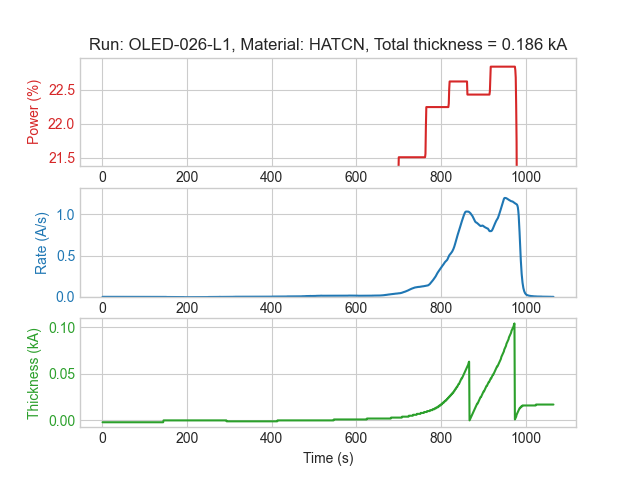 Run: OLED-026-L1, Material: HATCN, Total thickness = 0.186 kA
Power (%)
22.5
22.0
21.5
0 200 400 600 800 1000
Rate (A/s)
1.0
0.5
0.0
0 200 400 600 800 1000
Thickness (kA)
0.10
0.05
0.00
0 200 400 600 800 1000
Time (s)